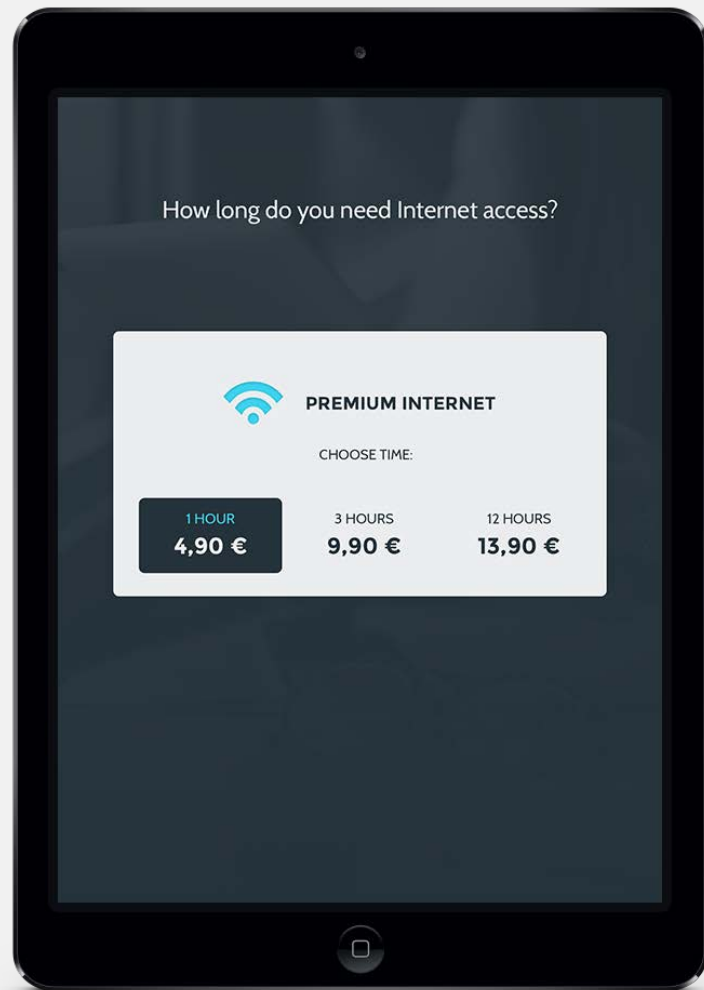 How long do you need Internet access?
PREMIUM INTERNET
CHOOSE TIME:
1 HOUR 3 HOURS 12 HOURS
4,90 € 9,90 € 13,90 €